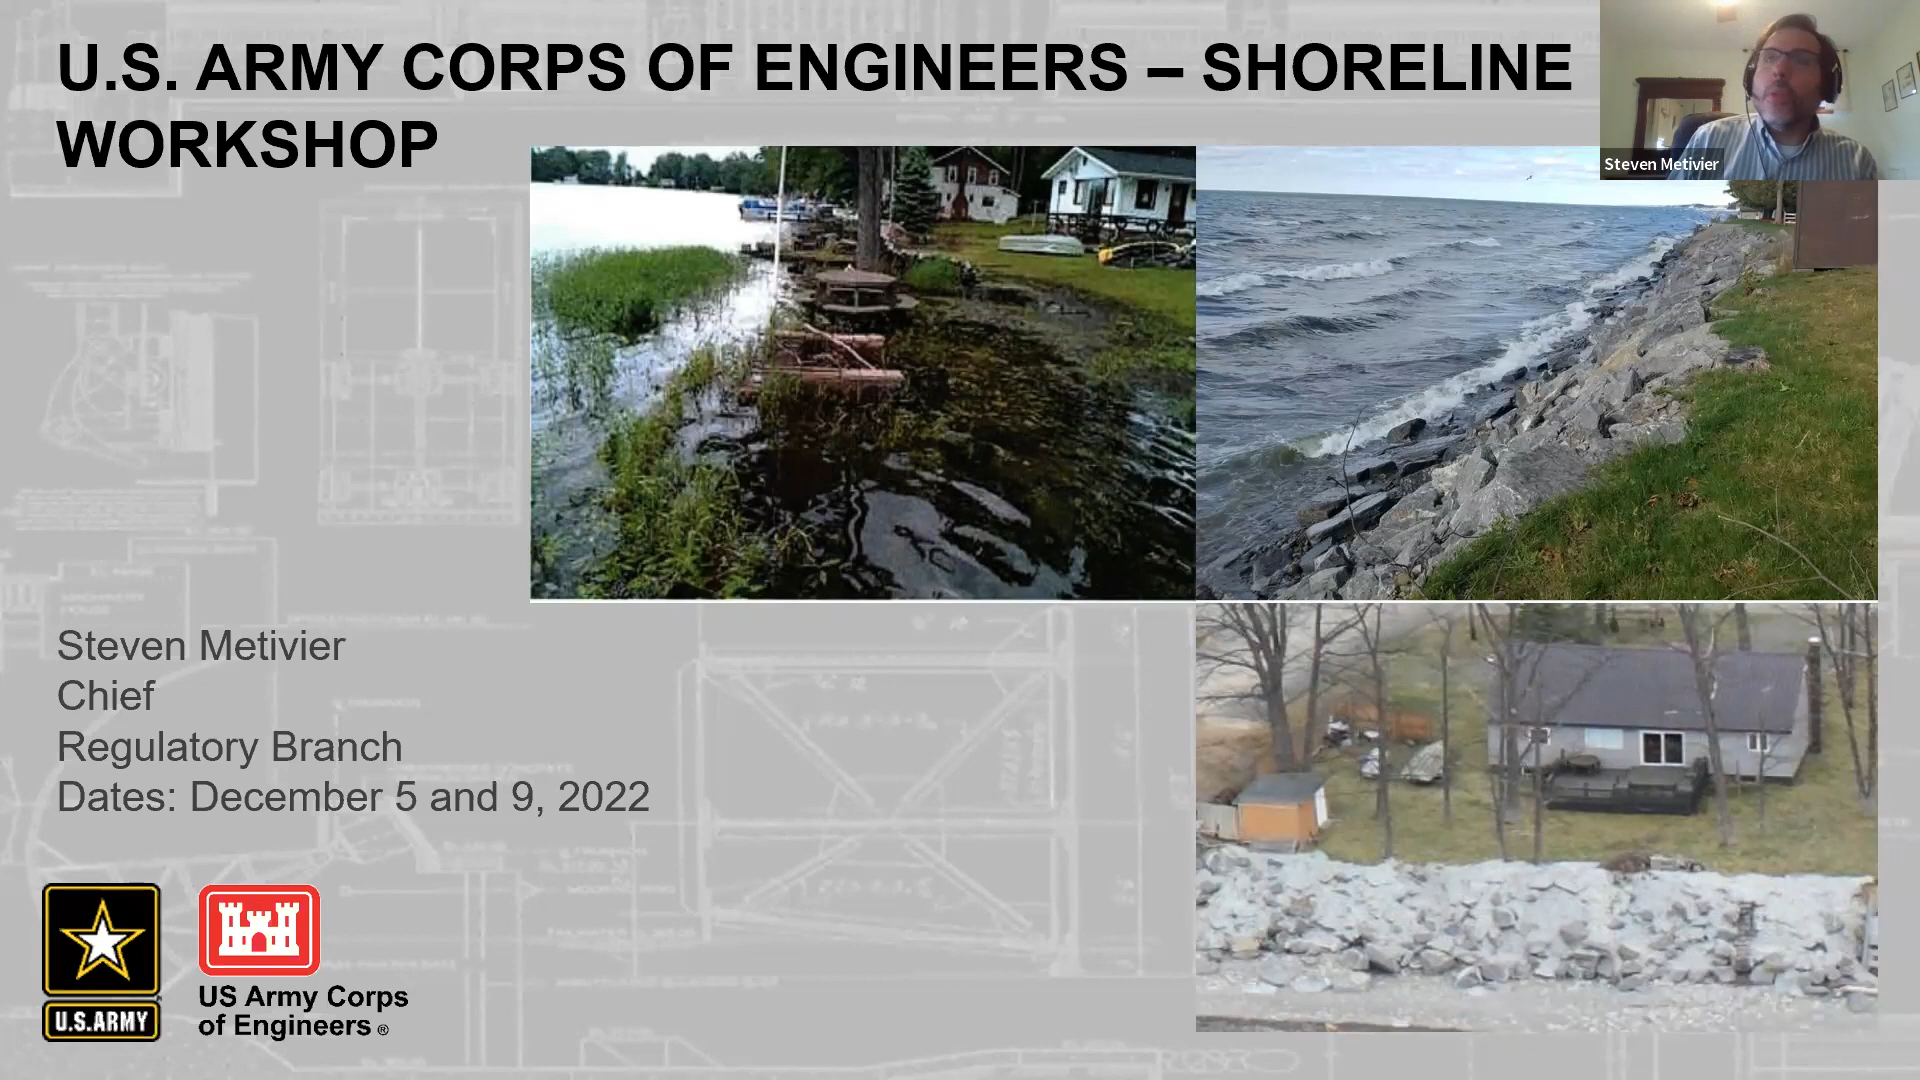 U.S. ARMY CORPS OF ENGINEERS – SHORELINE
WORKSHOP
Steven Metivier
Steven Metivier
Chief
Regulatory Branch
Dates: December 5 and 9, 2022
U.S.ARMY
US Army Corps
of Engineers ®